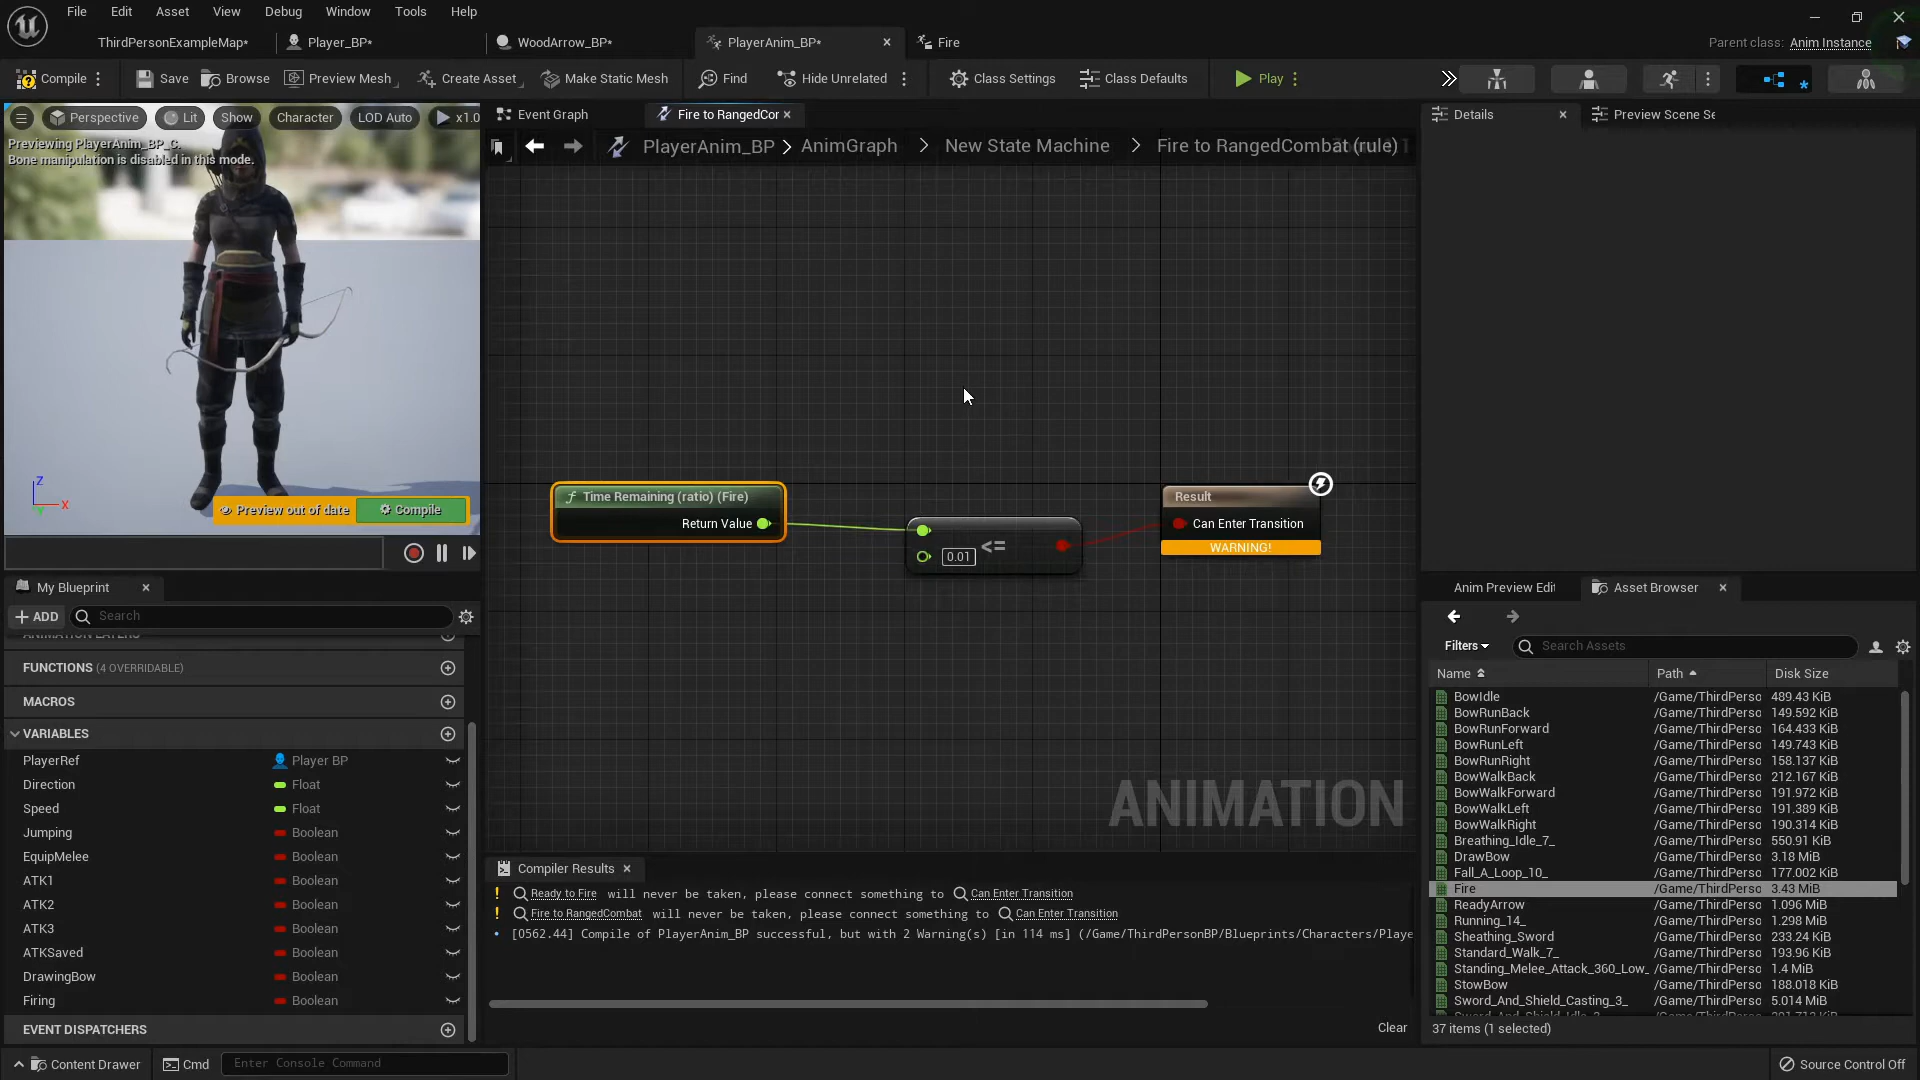 File Edit Asset View Debug Window Tools Help
ThirdPersonExampleMap* Player_BP* WoodArrow_BP* PlayerAnim_BP* Fire Parent class: Anim Instance
Compile Save Browse Preview Mesh Create Asset Make Static Mesh Find Hide Unrelated Class Settings Class Defaults Play
Perspective Lit Show Character LOD Auto x1.0
Previewing PlayerAnim_BP_C.
Bone manipulation is disabled in this mode.
Z
X
Preview out of date Compile
Event Graph Fire to RangedCor
PlayerAnim_BP > AnimGraph > New State Machine > Fire to RangedCombat (rule)
Time Remaining (ratio) (Fire)
Return Value
0.01 <=
Result
Can Enter Transition
WARNING!
ANIMATION
Details Preview Scene Se
My Blueprint
ADD Search
ANIMATION LAYERS
FUNCTIONS (4 OVERRIDABLE)
MACROS
VARIABLES
PlayerRef Player BP
Direction Float
Speed Float
Jumping Boolean
EquipMelee Boolean
ATK1 Boolean
ATK2 Boolean
ATK3 Boolean
ATKSaved Boolean
DrawingBow Boolean
Firing Boolean
EVENT DISPATCHERS
Compiler Results
! Ready to Fire will never be taken, please connect something to Can Enter Transition
! Fire to RangedCombat will never be taken, please connect something to Can Enter Transition
• [0562.44] Compile of PlayerAnim_BP successful, but with 2 Warning(s) [in 114 ms] (/Game/ThirdPersonBP/Blueprints/Characters/Playe
Clear
Anim Preview Edit Asset Browser
Filters Search Assets
Name Path Disk Size
BowIdle /Game/ThirdPerso 489.43 KiB
BowRunBack /Game/ThirdPerso 149.592 KiB
BowRunForward /Game/ThirdPerso 164.433 KiB
BowRunLeft /Game/ThirdPerso 149.743 KiB
BowRunRight /Game/ThirdPerso 158.137 KiB
BowWalkBack /Game/ThirdPerso 212.167 KiB
BowWalkForward /Game/ThirdPerso 191.972 KiB
BowWalkLeft /Game/ThirdPerso 191.389 KiB
BowWalkRight /Game/ThirdPerso 190.314 KiB
Breathing_Idle_7_ /Game/ThirdPerso 550.91 KiB
DrawBow /Game/ThirdPerso 3.18 MiB
Fall_A_Loop_10_ /Game/ThirdPerso 177.002 KiB
Fire /Game/ThirdPerso 3.43 MiB
ReadyArrow /Game/ThirdPerso 1.096 MiB
Running_14_ /Game/ThirdPerso 1.298 MiB
Sheathing_Sword /Game/ThirdPerso 233.24 KiB
Standard_Walk_7_ /Game/ThirdPerso 193.96 KiB
Standing_Melee_Attack_360_Low_ /Game/ThirdPerso 1.4 MiB
StowBow /Game/ThirdPerso 188.018 KiB
Sword_And_Shield_Casting_3_ /Game/ThirdPerso 5.014 MiB
37 items (1 selected)
Content Drawer Cmd Enter Console Command Source Control Off